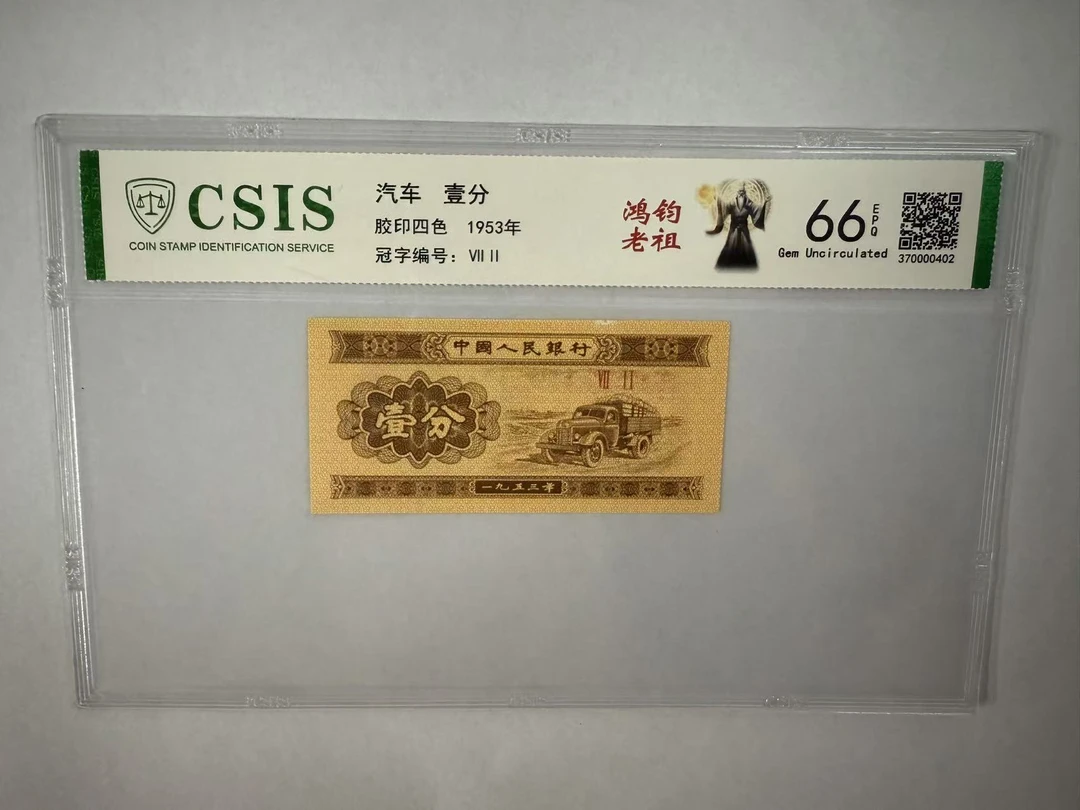 CSIS
COIN STAMP IDENTIFICATION SERVICE
汽车 壹分
胶印四色 1953年
冠字编号： VII II
鸿钧
老祖
66 EPQ
Gem Uncirculated
370000402
中國人民銀行
VII II
壹分
一九五三年